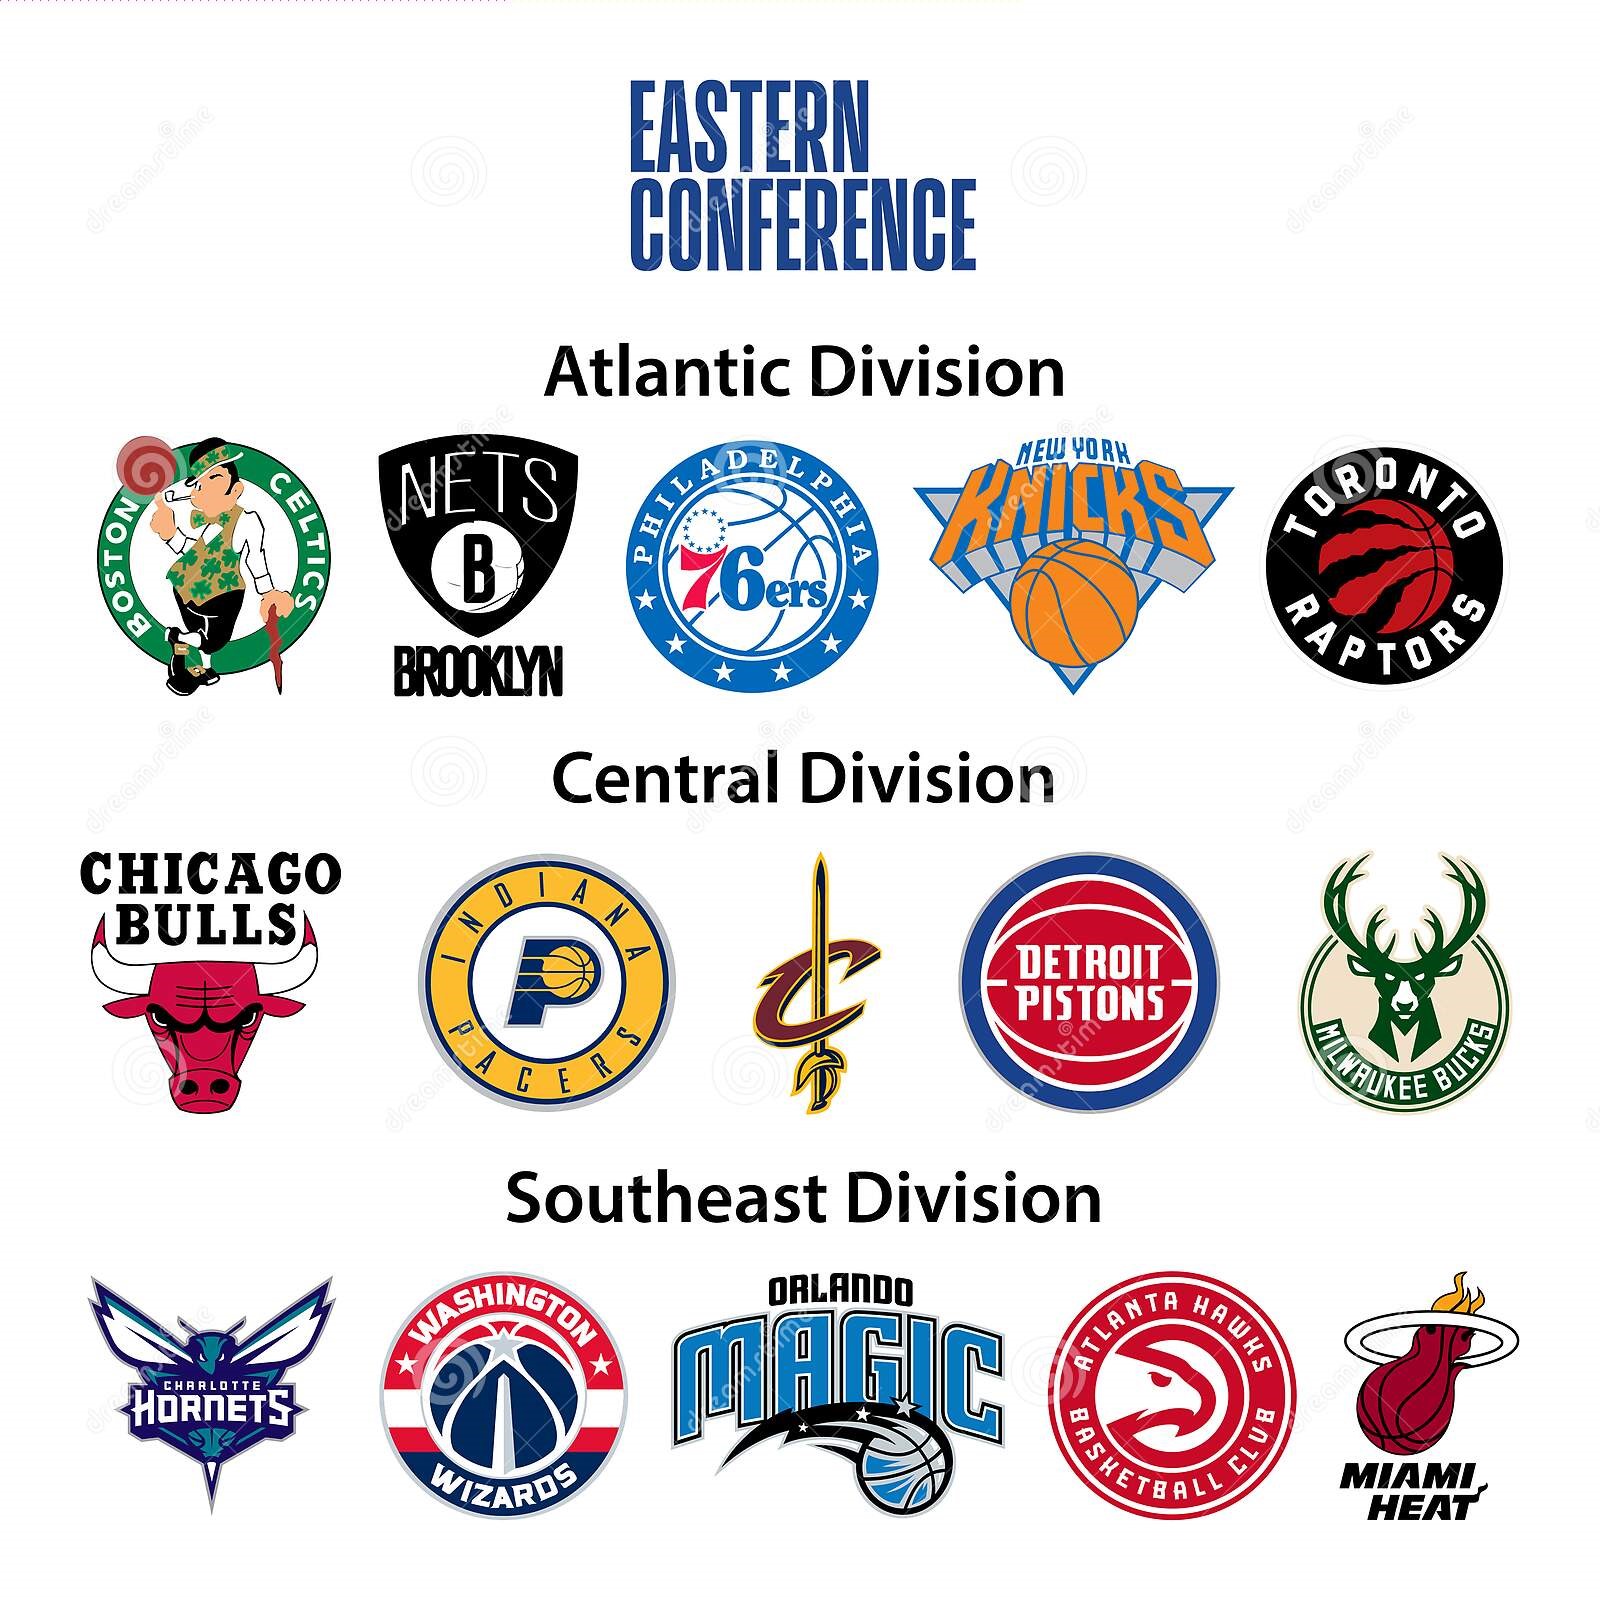 EASTERN
CONFERENCE
Atlantic Division
BOSTON CELTICS
NETS
B
BROOKLYN
PHILADELPHIA
76ers
NEW YORK
KNICKS
TORONTO
RAPTORS
Central Division
CHICAGO
BULLS
INDIANA
P
PACERS
C
DETROIT
PISTONS
MILWAUKEE BUCKS
Southeast Division
CHARLOTTE
HORNETS
WASHINGTON
WIZARDS
ORLANDO
MAGIC
ATLANTA HAWKS
BASKETBALL CLUB
MIAMI
HEAT
dreamstime